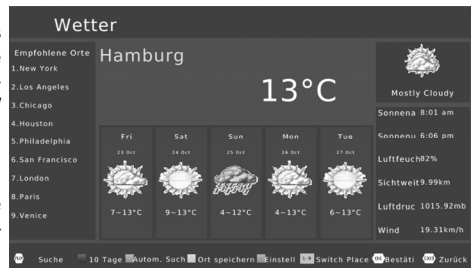 Wetter
Empfohlene Orte
1.New York
2.Los Angeles
3.Chicago
4.Houston
5.Philadelphia
6.San Francisco
7.London
8.Paris
9.Venice
Hamburg
13°C
Fri Sat Sun Mon Tue
23 Oct 24 Oct 25 Oct 26 Oct 27 Oct
7~13°C 9~13°C 4~12°C 4~13°C 6~13°C
Mostly Cloudy
Sonnena 8:01 am
Sonnenu 6:06 pm
Luftfeuch82%
Sichtweit9.99km
Luftdruc 1015.92mb
Wind 19.31km/h
Suche 10 Tage Autom. Such Ort speichern Einstell 1-9 Switch Place OK Bestäti Zurück